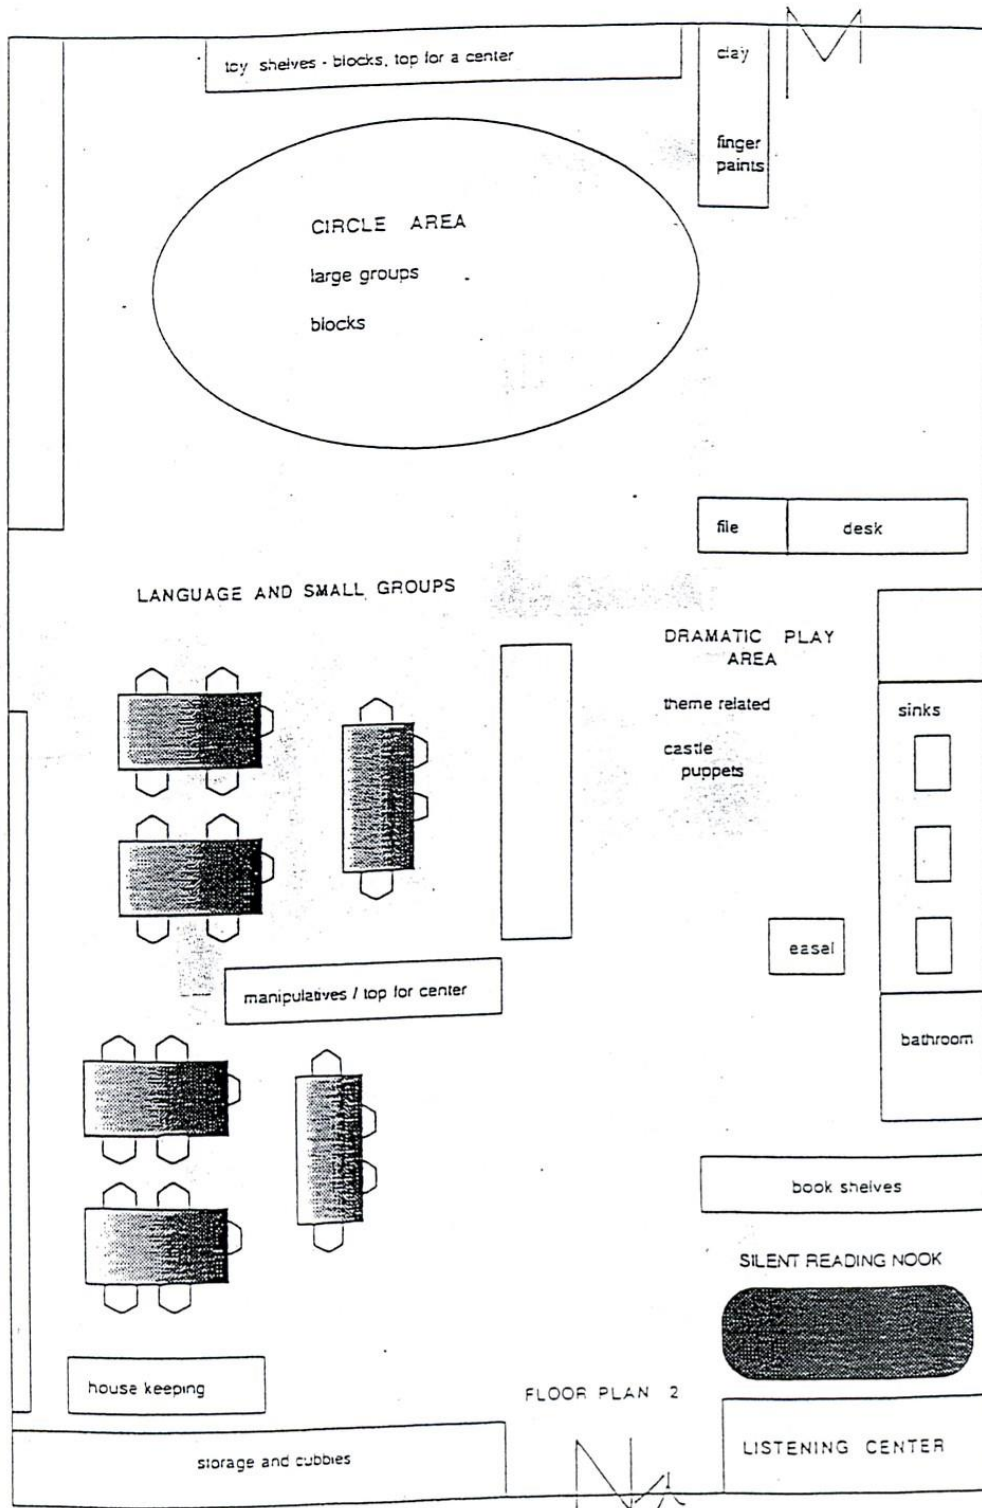 toy shelves - blocks, top for a center
clay
finger
paints
CIRCLE AREA
large groups
blocks
file
desk
LANGUAGE AND SMALL GROUPS
DRAMATIC PLAY
AREA
theme related
castle
puppets
sinks
easel
manipulatives / top for center
bathroom
book shelves
SILENT READING NOOK
house keeping
FLOOR PLAN 2
LISTENING CENTER
storage and cubbies